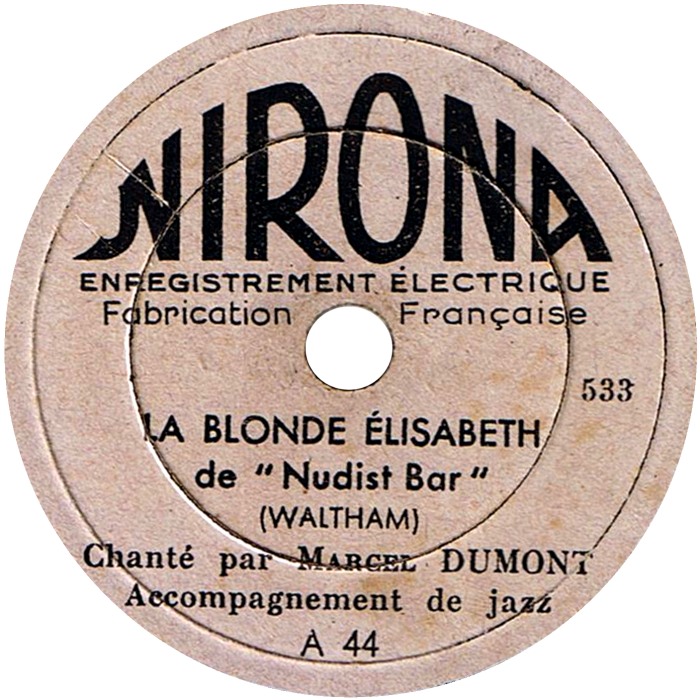 NIRONA
ENREGISTREMENT ÉLECTRIQUE
Fabrication Française
533
LA BLONDE ÉLISABETH
de "Nudist Bar"
(WALTHAM)
Chanté par MARCEL DUMONT
Accompagnement de jazz
A 44